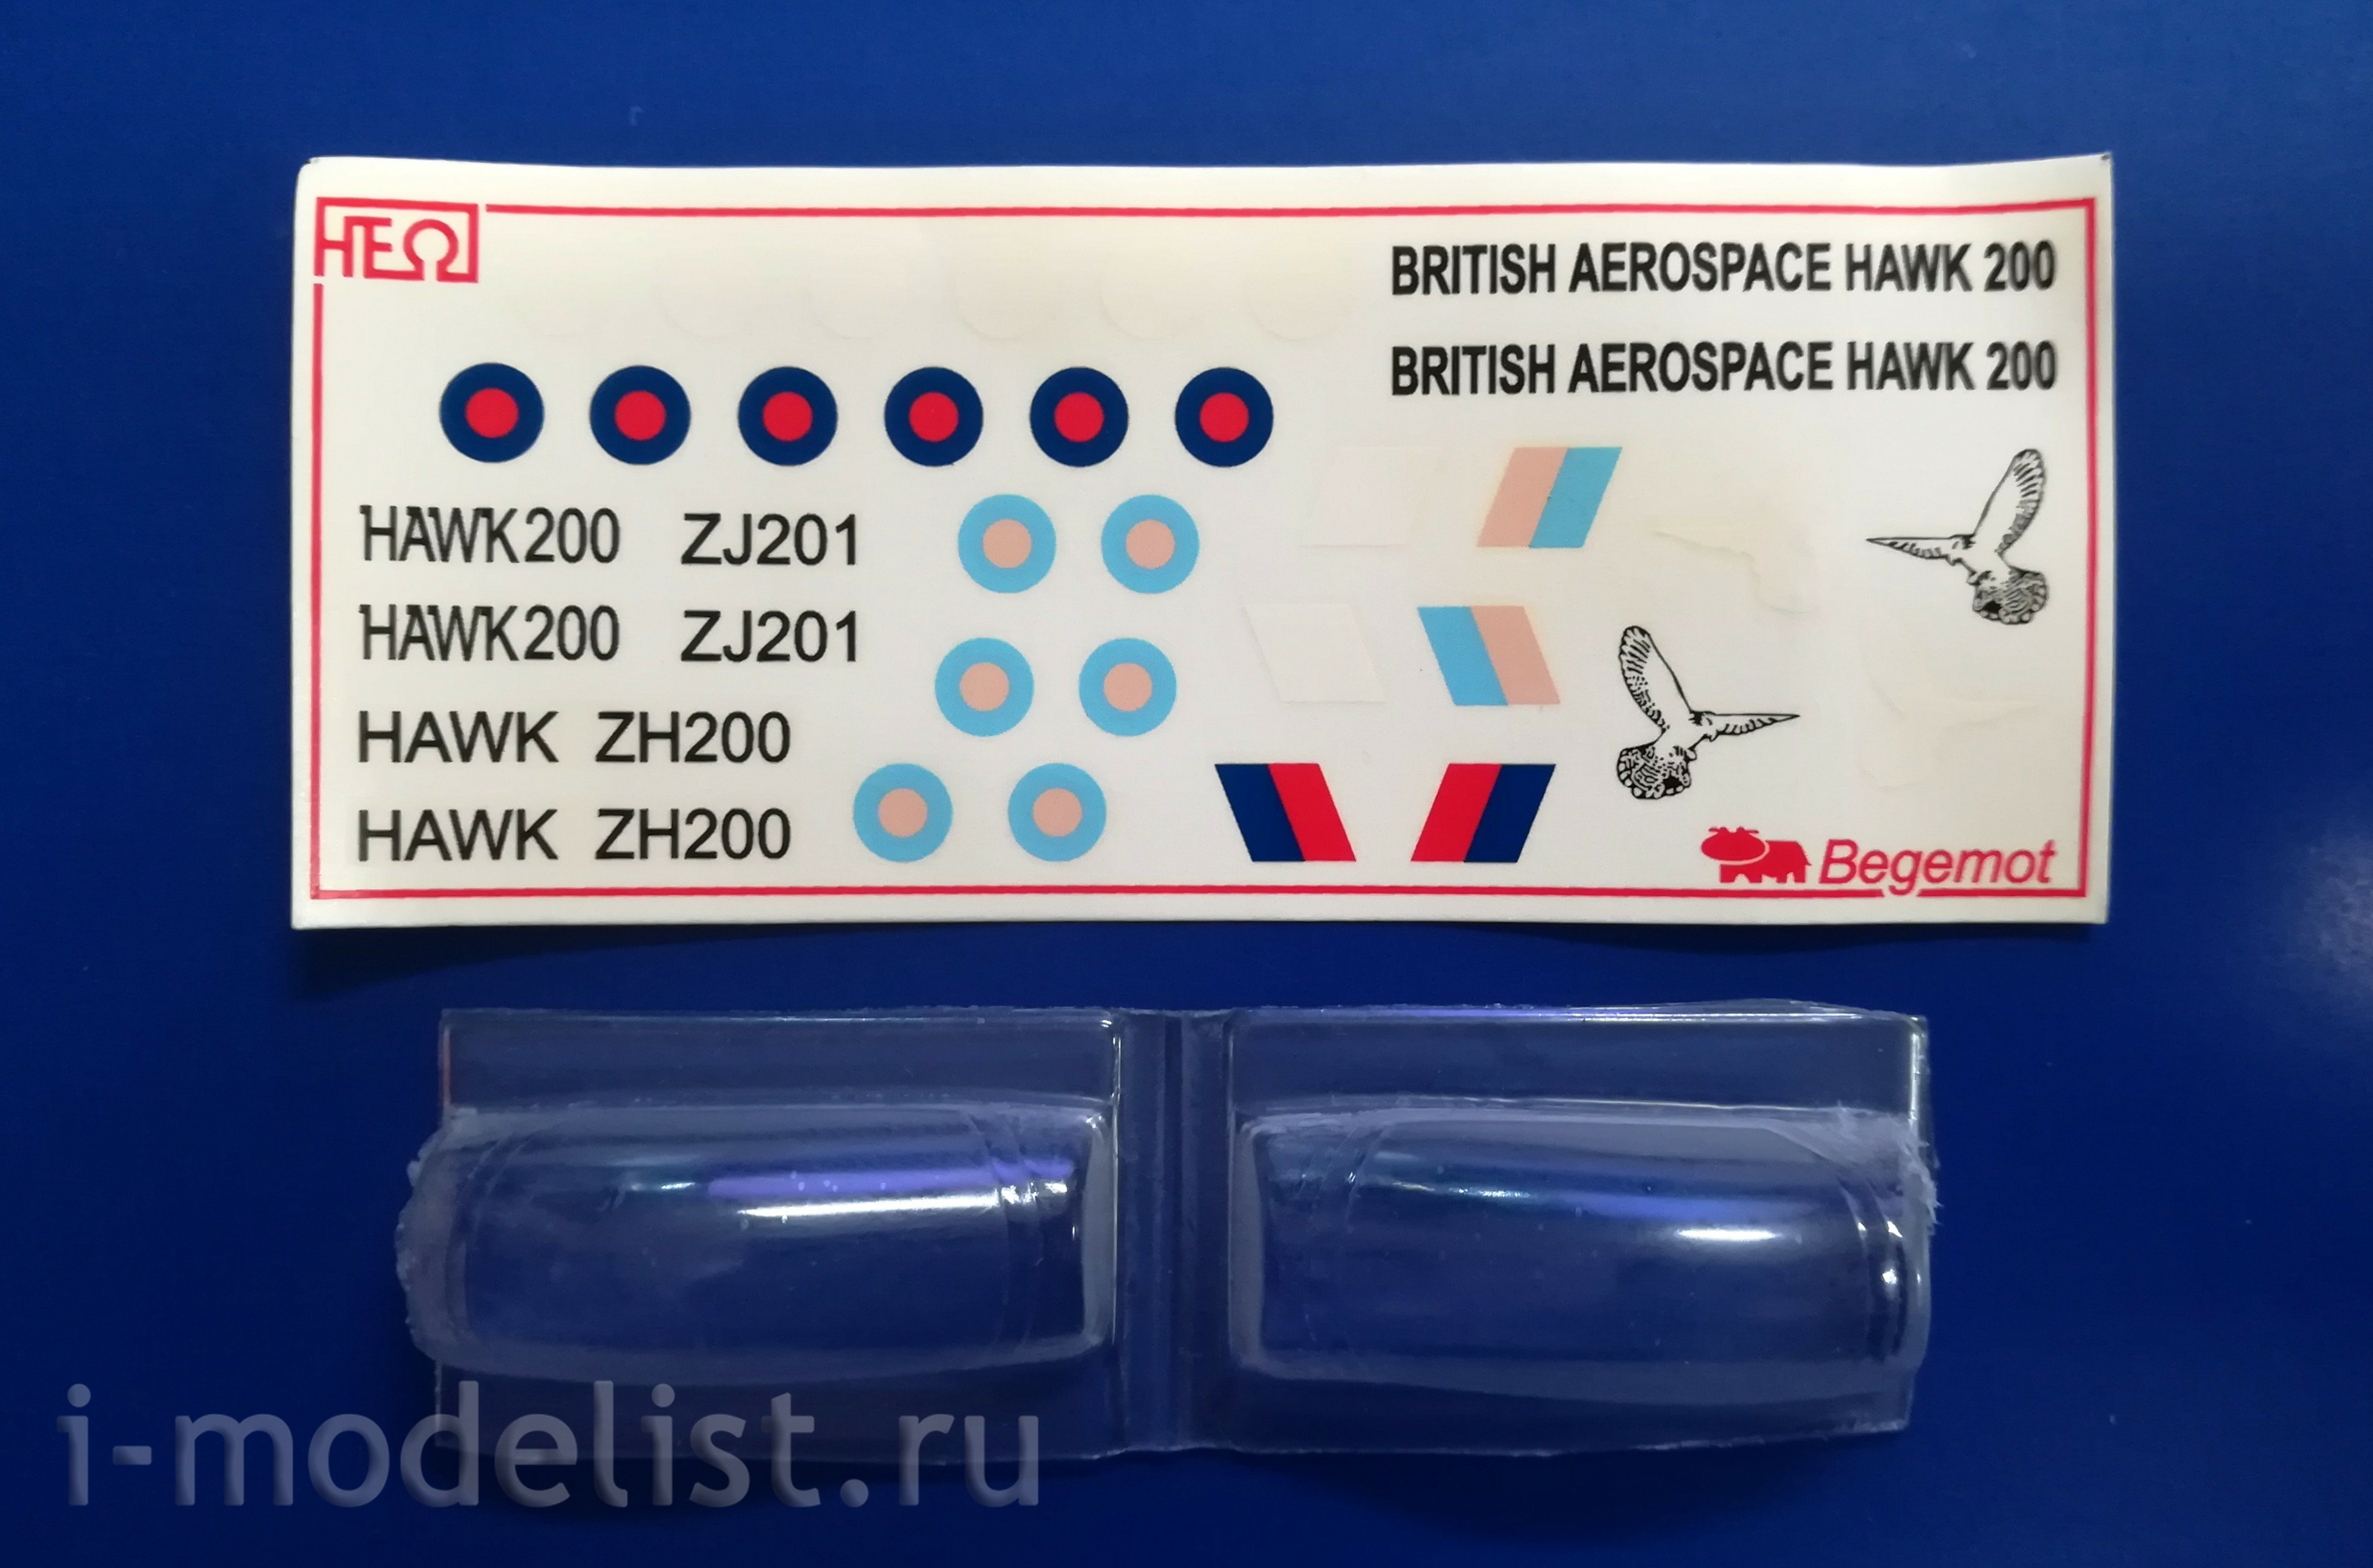 НЕО
BRITISH AEROSPACE HAWK 200
BRITISH AEROSPACE HAWK 200
HAWK200 ZJ201
HAWK200 ZJ201
HAWK ZH200
HAWK ZH200
Begemot
i-modelist.ru